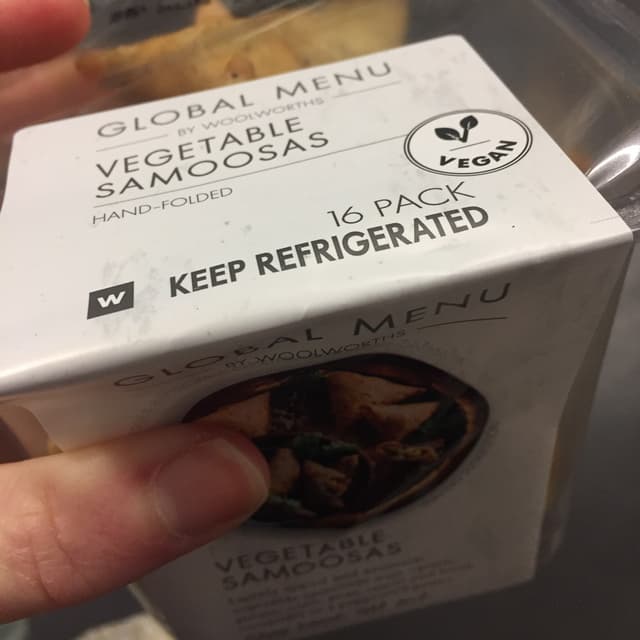 GLOBAL MENU
BY WOOLWORTHS
VEGETABLE
SAMOOSAS
HAND-FOLDED
VEGAN
16 PACK
W KEEP REFRIGERATED
GLOBAL MENU
BY WOOLWORTHS
VEGETABLE
SAMOOSAS